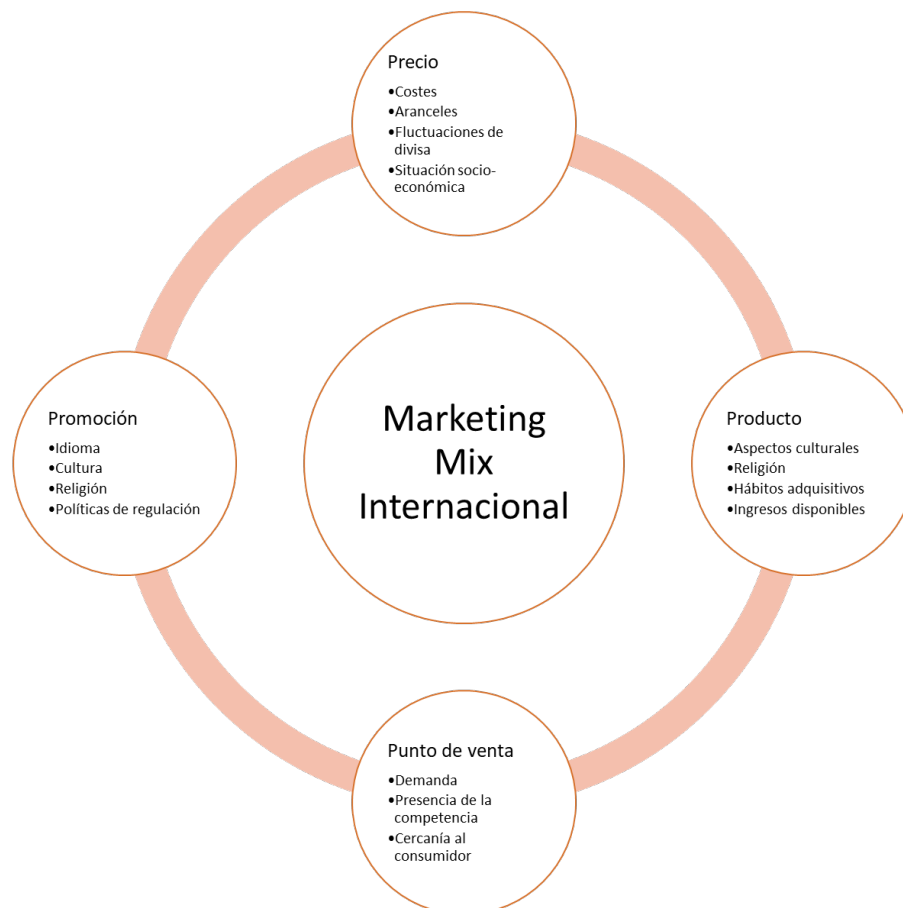 Precio
•Costes
•Aranceles
•Fluctuaciones de
divisa
•Situación socio-
económica
Promoción
•Idioma
•Cultura
•Religión
•Políticas de regulación
Marketing
Mix
Internacional
Producto
•Aspectos culturales
•Religión
•Hábitos adquisitivos
•Ingresos disponibles
Punto de venta
•Demanda
•Presencia de la
competencia
•Cercanía al
consumidor